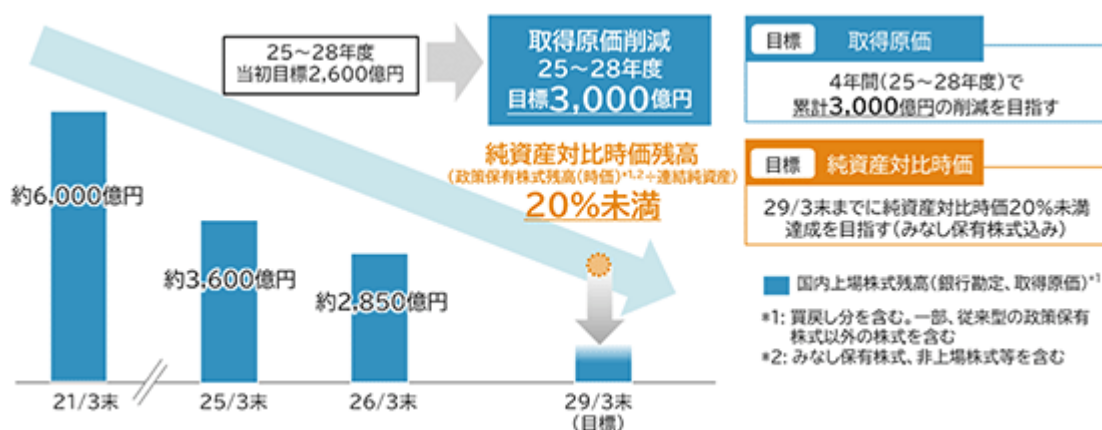 25～28年度
当初目標2,600億円
取得原価削減
25～28年度
目標3,000億円
純資産対比時価残高
(政策保有株式残高(時価)*1,2÷連結純資産)
20%未満
約6,000億円
約3,600億円
約2,850億円
21/3末
25/3末
26/3末
29/3末
(目標)
目標 取得原価
4年間(25～28年度)で
累計3,000億円の削減を目指す
目標 純資産対比時価
29/3末までに純資産対比時価20%未満
達成を目指す(みなし保有株式込み)
国内上場株式残高(銀行勘定、取得原価)*1
*1: 買戻し分を含む。一部、従来型の政策保有
株式以外の株式を含む
*2: みなし保有株式、非上場株式等を含む